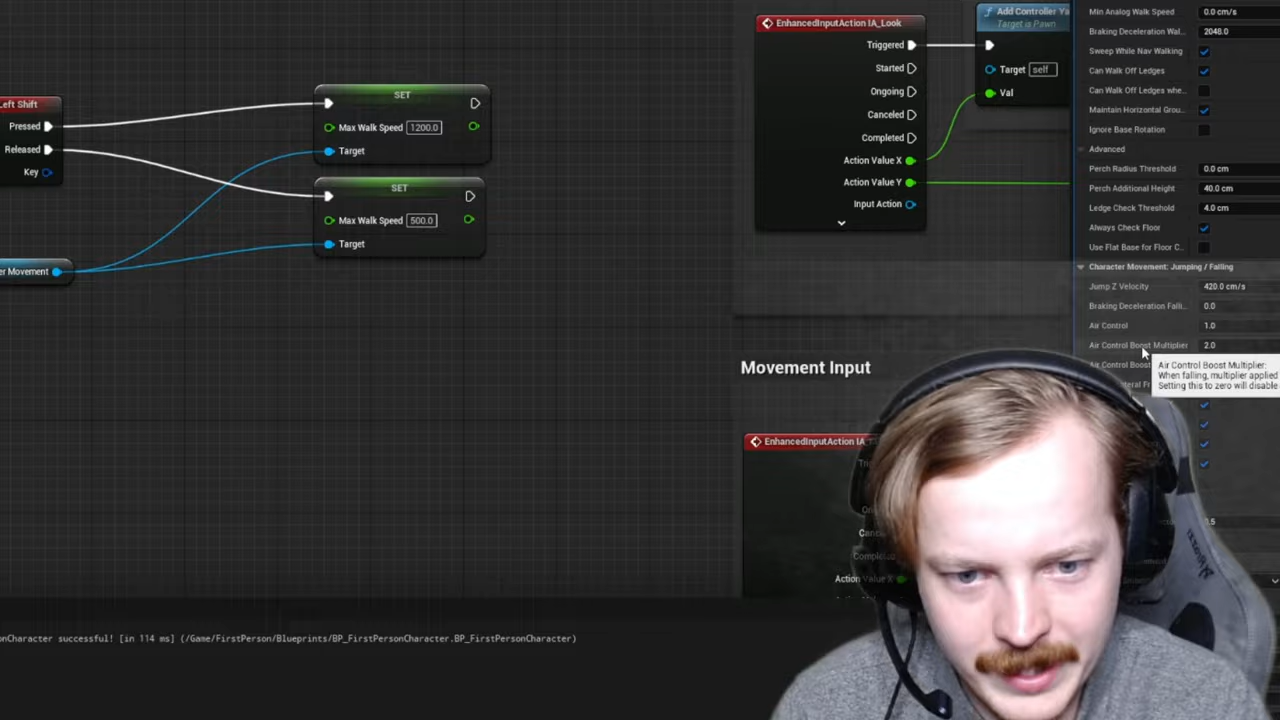 Left Shift
Pressed
Released
Key
er Movement
SET
Max Walk Speed 1200.0
Target
SET
Max Walk Speed 500.0
Target
EnhancedInputAction IA_Look
Triggered
Started
Ongoing
Canceled
Completed
Action Value X
Action Value Y
Input Action
Add Controller Ya
Target is Pawn
Target self
Val
Movement Input
EnhancedInputAction IA_
Action Value X
Min Analog Walk Speed 0.0 cm/s
Braking Deceleration Wal... 2048.0
Sweep While Nav Walking
Can Walk Off Ledges
Can Walk Off Ledges whe...
Maintain Horizontal Grou...
Ignore Base Rotation
Advanced
Perch Radius Threshold 0.0 cm
Perch Additional Height 40.0 cm
Ledge Check Threshold 4.0 cm
Always Check Floor
Use Flat Base for Floor C...
Character Movement: Jumping / Falling
Jump Z Velocity 420.0 cm/s
Braking Deceleration Falli... 0.0
Air Control 1.0
Air Control Boost Multiplier 2.0
Air Control Boost
Air Control Boost Multiplier:
When falling, multiplier applied
Setting this to zero will disable
onCharacter successful! [in 114 ms] (/Game/FirstPerson/Blueprints/BP_FirstPersonCharacter.BP_FirstPersonCharacter)